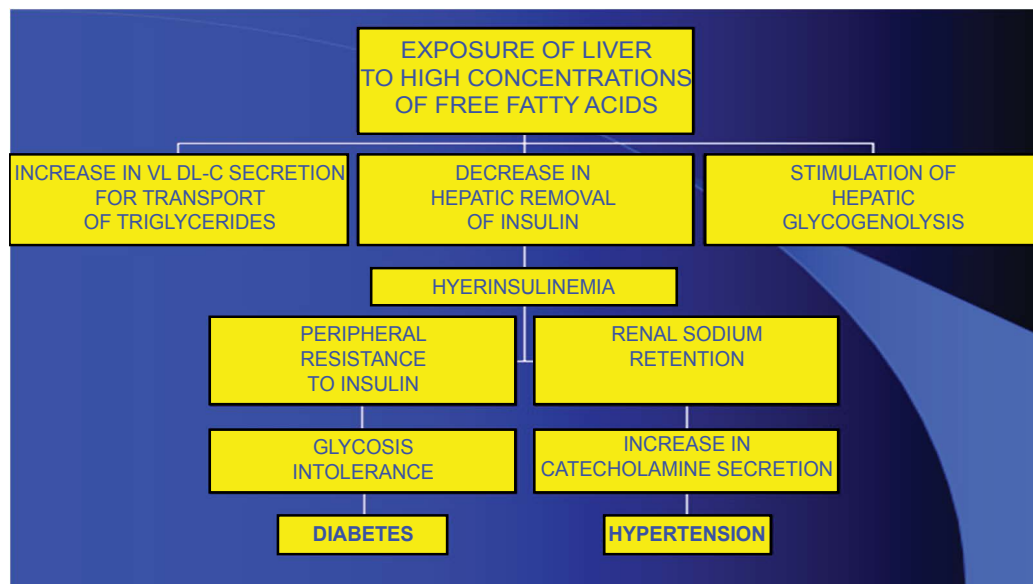 EXPOSURE OF LIVER
TO HIGH CONCENTRATIONS
OF FREE FATTY ACIDS
INCREASE IN VL DL-C SECRETION
FOR TRANSPORT
OF TRIGLYCERIDES
DECREASE IN
HEPATIC REMOVAL
OF INSULIN
STIMULATION OF
HEPATIC
GLYCOGENOLYSIS
HYERINSULINEMIA
PERIPHERAL
RESISTANCE
TO INSULIN
RENAL SODIUM
RETENTION
GLYCOSIS
INTOLERANCE
INCREASE IN
CATECHOLAMINE SECRETION
DIABETES
HYPERTENSION